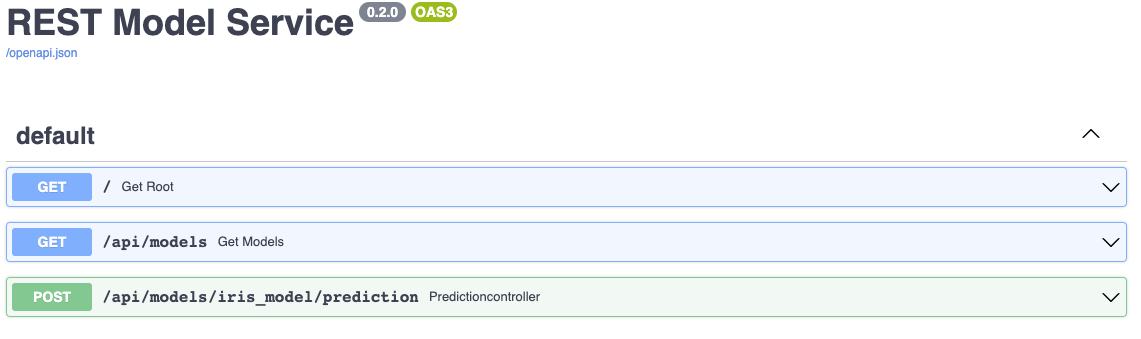 REST Model Service 0.2.0 OAS3
/openapi.json
default
GET / Get Root
GET /api/models Get Models
POST /api/models/iris_model/prediction Predictioncontroller